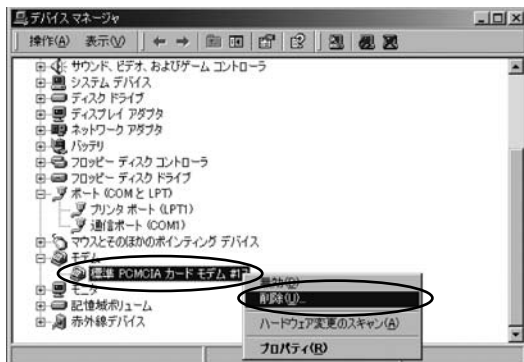 デバイス マネージャ
操作(A) 表示(V)
サウンド、ビデオ、およびゲーム コントローラ
システム デバイス
ディスク ドライブ
ディスプレイ アダプタ
ネットワーク アダプタ
バッテリ
フロッピー ディスク コントローラ
フロッピー ディスク ドライブ
ポート (COM と LPT)
プリンタ ポート (LPT1)
通信ポート (COM1)
マウスとそのほかのポインティング デバイス
モデム
標準 PCMCIA カード モデム
無効(D)
モニタ
削除(U)...
記憶域ボリューム
ハードウェア変更のスキャン(A)
赤外線デバイス
プロパティ(R)